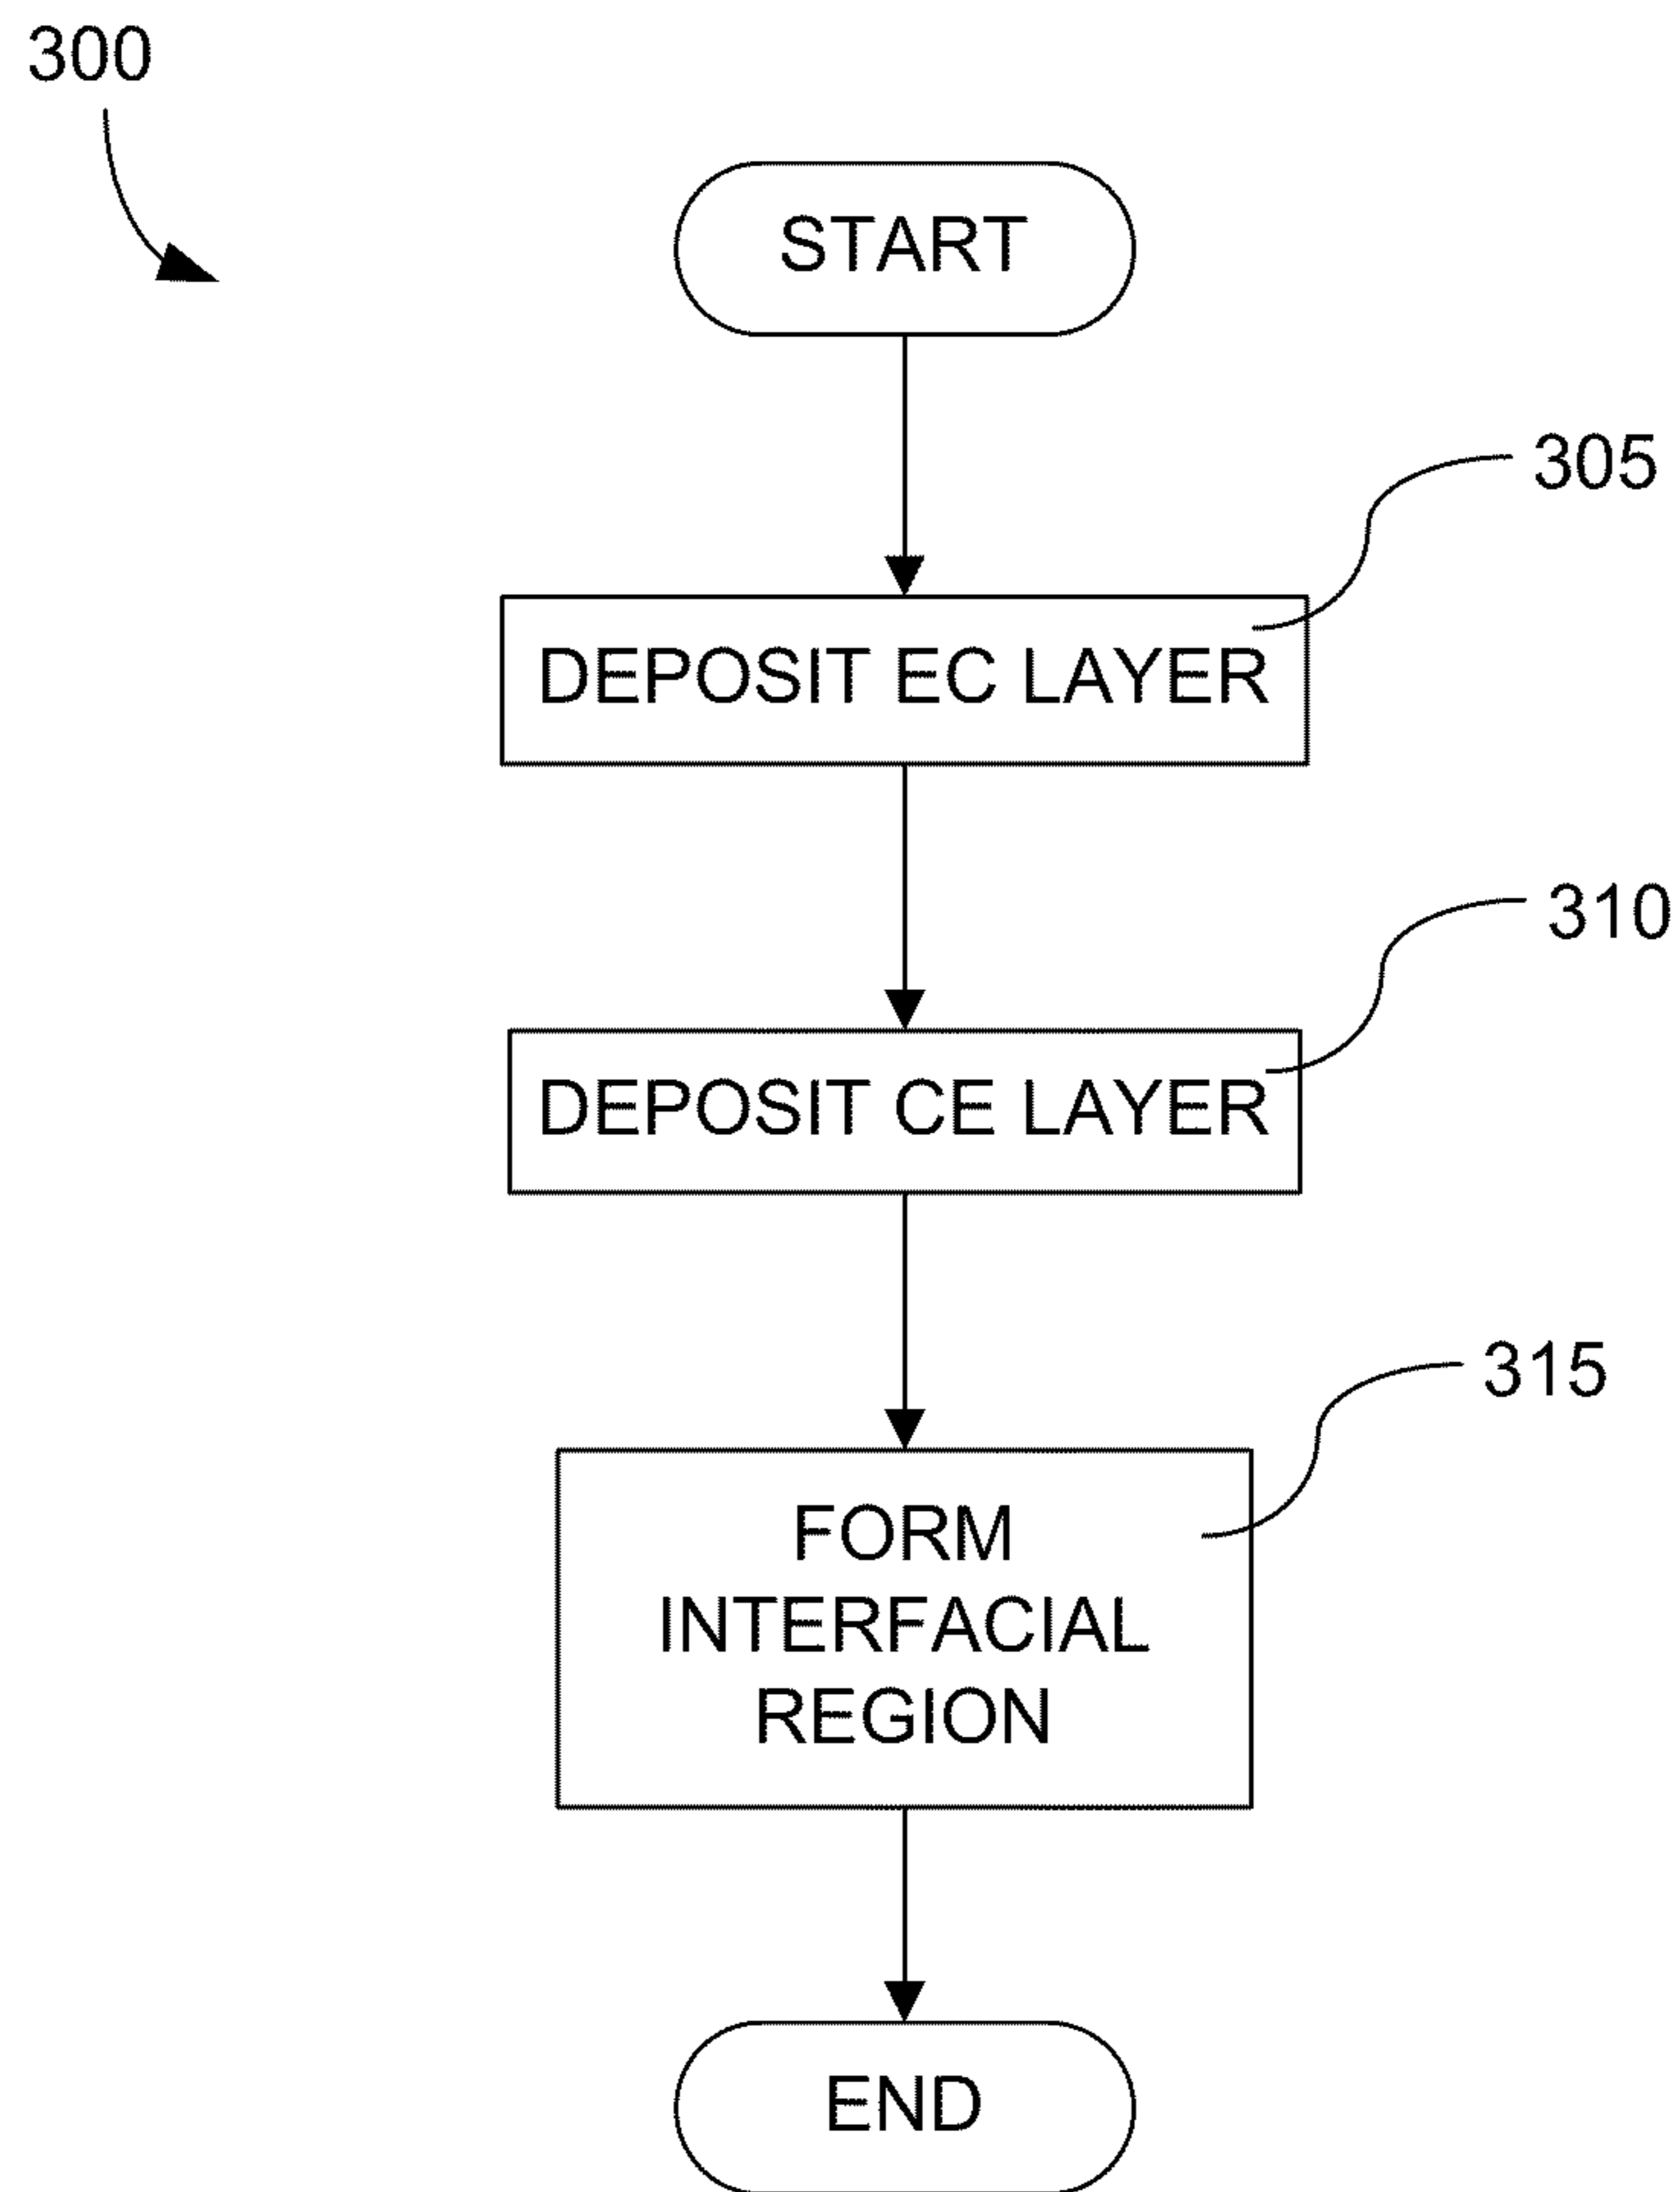 300
START
305
DEPOSIT EC LAYER
310
DEPOSIT CE LAYER
315
FORM
INTERFACIAL
REGION
END